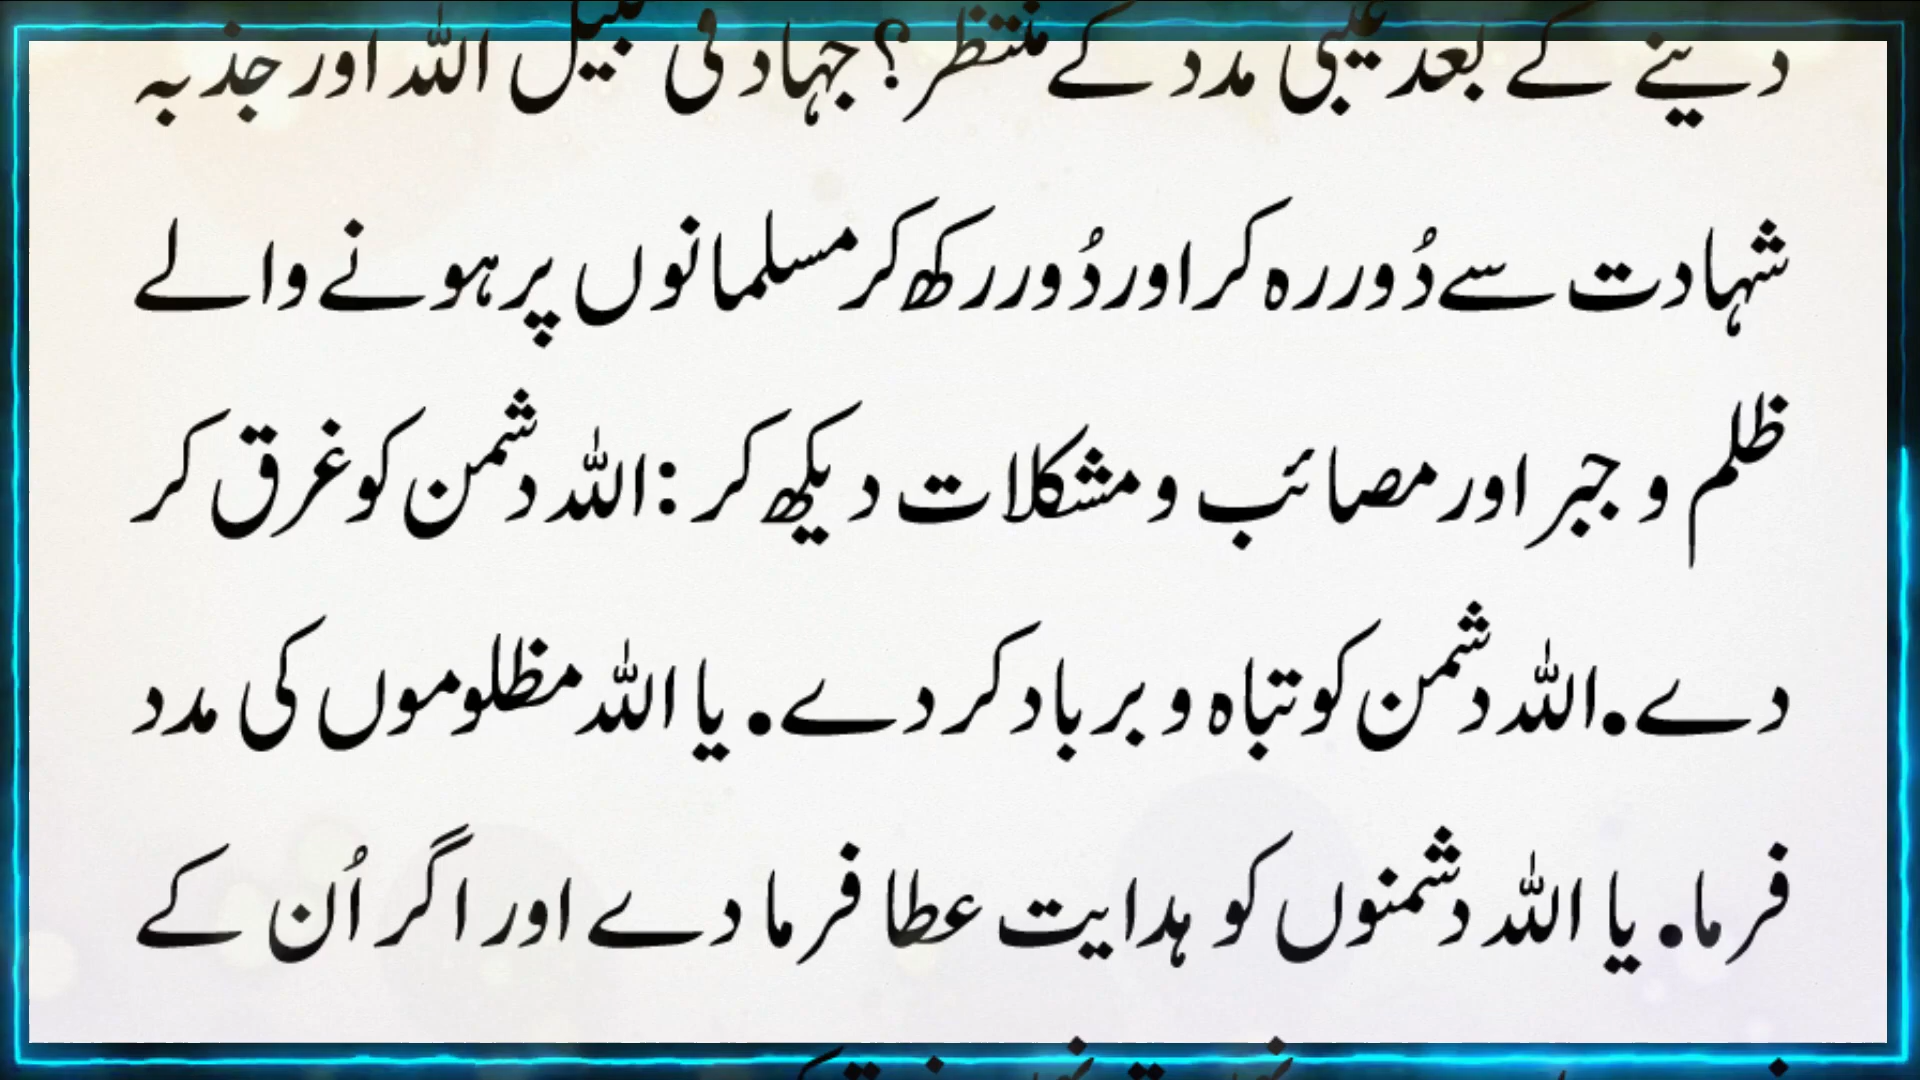 دینے کے بعد غیبی مدد کے منتظر؟ جہاد فی سبیل اللہ اور جذبہ
شہادت سے دُور رہ کر اور دُور رکھ کر مسلمانوں پر ہونے والے
ظلم و جبر اور مصائب و مشکلات دیکھ کر: اللہ دشمن کو غرق کر
دے۔ اللہ دشمن کو تباہ و برباد کر دے۔ یا اللہ مظلوموں کی مدد
فرما۔ یا اللہ دشمنوں کو ہدایت عطا فرما دے اور اگر اُن کے